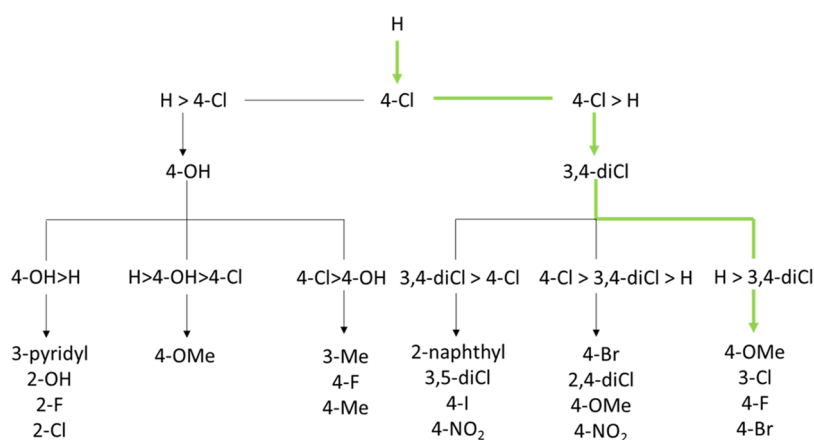 H
H > 4-Cl 4-Cl 4-Cl > H
4-OH 3,4-diCl
4-OH>H H>4-OH>4-Cl 4-Cl>4-OH 3,4-diCl > 4-Cl 4-Cl > 3,4-diCl > H H > 3,4-diCl
3-pyridyl 4-OMe 3-Me 2-naphthyl 4-Br 4-OMe
2-OH 4-F 3,5-diCl 2,4-diCl 3-Cl
2-F 4-Me 4-I 4-OMe 4-F
2-Cl 4-NO₂ 4-NO₂ 4-Br